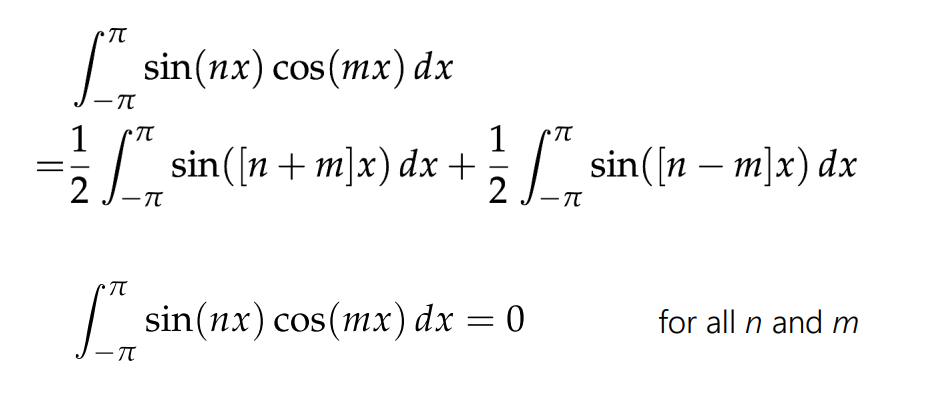 ∫_{−π}^{π} sin(nx) cos(mx) dx
=½ ∫_{−π}^{π} sin([n + m]x) dx + ½ ∫_{−π}^{π} sin([n − m]x) dx
∫_{−π}^{π} sin(nx) cos(mx) dx = 0 for all n and m